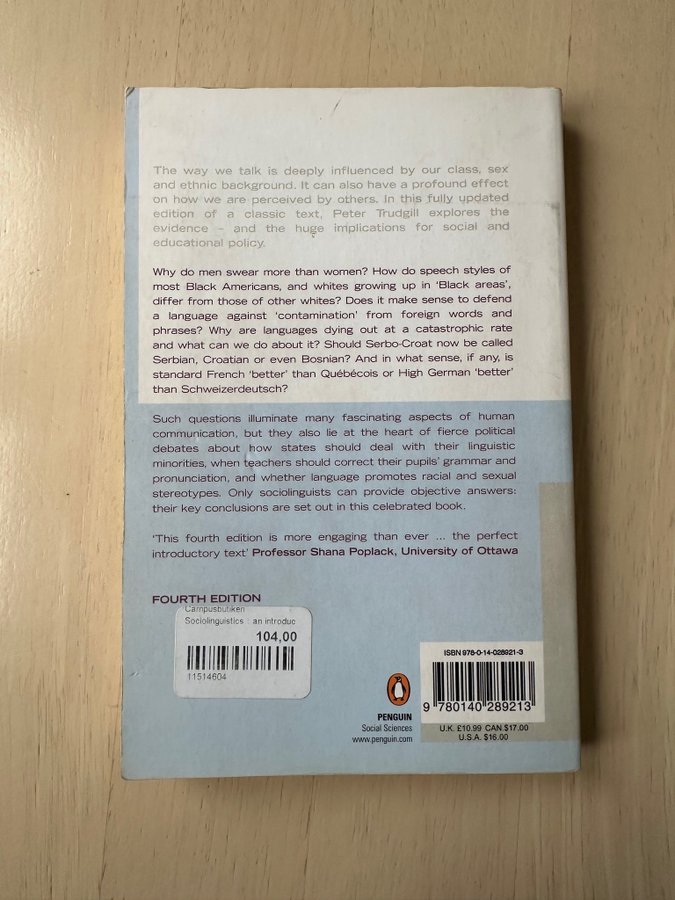 The way we talk is deeply influenced by our class, sex
and ethnic background. It can also have a profound effect
on how we are perceived by others. In this fully updated
edition of a classic text, Peter Trudgill explores the
evidence – and the huge implications for social and
educational policy.
Why do men swear more than women? How do speech styles of
most Black Americans, and whites growing up in ‘Black areas’,
differ from those of other whites? Does it make sense to defend
a language against ‘contamination’ from foreign words and
phrases? Why are languages dying out at a catastrophic rate
and what can we do about it? Should Serbo-Croat now be called
Serbian, Croatian or even Bosnian? And in what sense, if any, is
standard French ‘better’ than Québécois or High German ‘better’
than Schweizerdeutsch?
Such questions illuminate many fascinating aspects of human
communication, but they also lie at the heart of fierce political
debates about how states should deal with their linguistic
minorities, when teachers should correct their pupils’ grammar and
pronunciation, and whether language promotes racial and sexual
stereotypes. Only sociolinguists can provide objective answers:
their key conclusions are set out in this celebrated book.
‘This fourth edition is more engaging than ever ... the perfect
introductory text’ Professor Shana Poplack, University of Ottawa
FOURTH EDITION
Campusbutiken
Sociolinguistics : an introduc
104,00
11514604
PENGUIN
Social Sciences
www.penguin.com
ISBN 978-0-14-028921-3
9 780140 289213
U.K. £10.99 CAN $17.00
U.S.A. $16.00